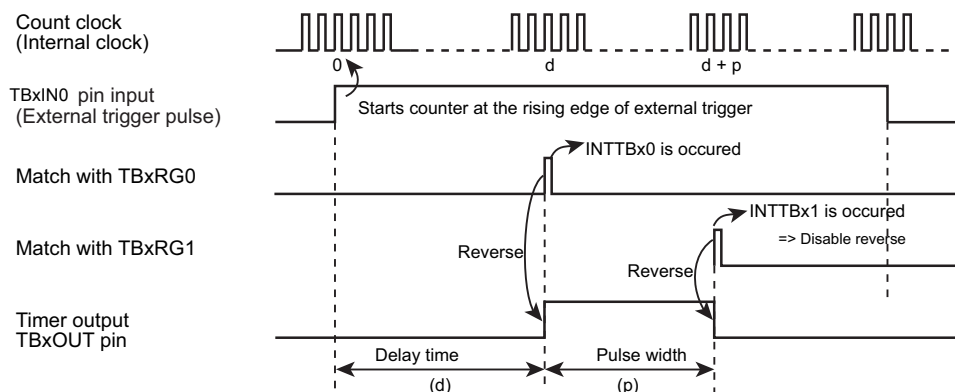 Count clock
(Internal clock)
0
d
d + p
TBxIN0 pin input
(External trigger pulse)
Starts counter at the rising edge of external trigger
INTTBx0 is occured
Match with TBxRG0
INTTBx1 is occured
=> Disable reverse
Match with TBxRG1
Reverse
Reverse
Timer output
TBxOUT pin
Delay time
(d)
Pulse width
(p)